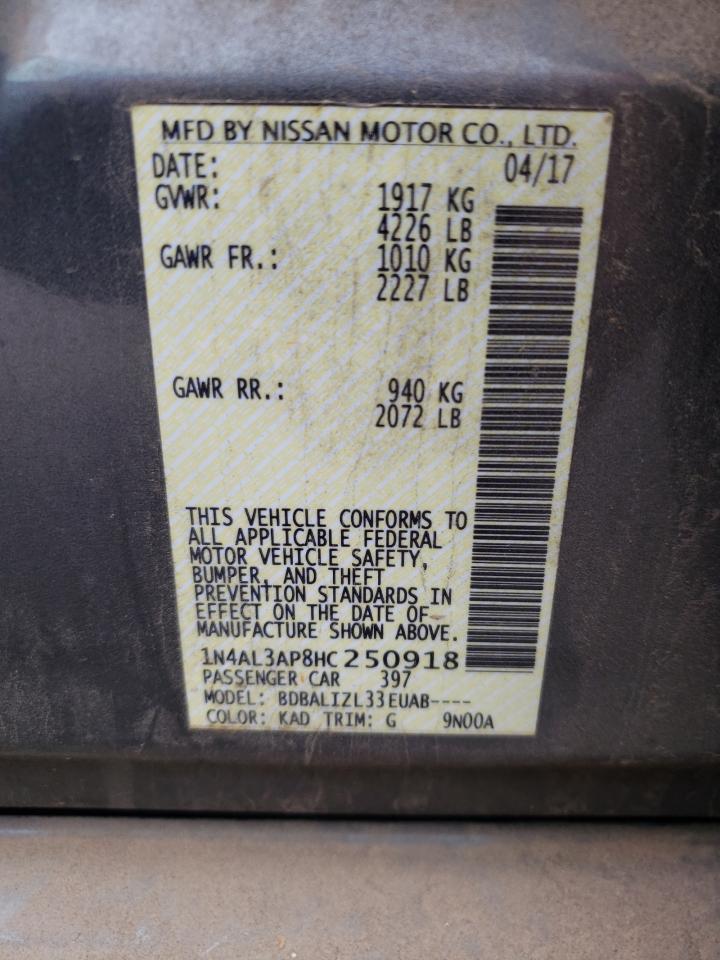 MFD BY NISSAN MOTOR CO., LTD.
DATE: 04/17
GVWR: 1917 KG
4226 LB
GAWR FR.: 1010 KG
2227 LB
GAWR RR.: 940 KG
2072 LB
THIS VEHICLE CONFORMS TO
ALL APPLICABLE FEDERAL
MOTOR VEHICLE SAFETY,
BUMPER, AND THEFT
PREVENTION STANDARDS IN
EFFECT ON THE DATE OF
MANUFACTURE SHOWN ABOVE.
1N4AL3AP8HC250918
PASSENGER CAR 397
MODEL: BDBALIZL33EUAB----
COLOR: KAD TRIM: G 9N00A